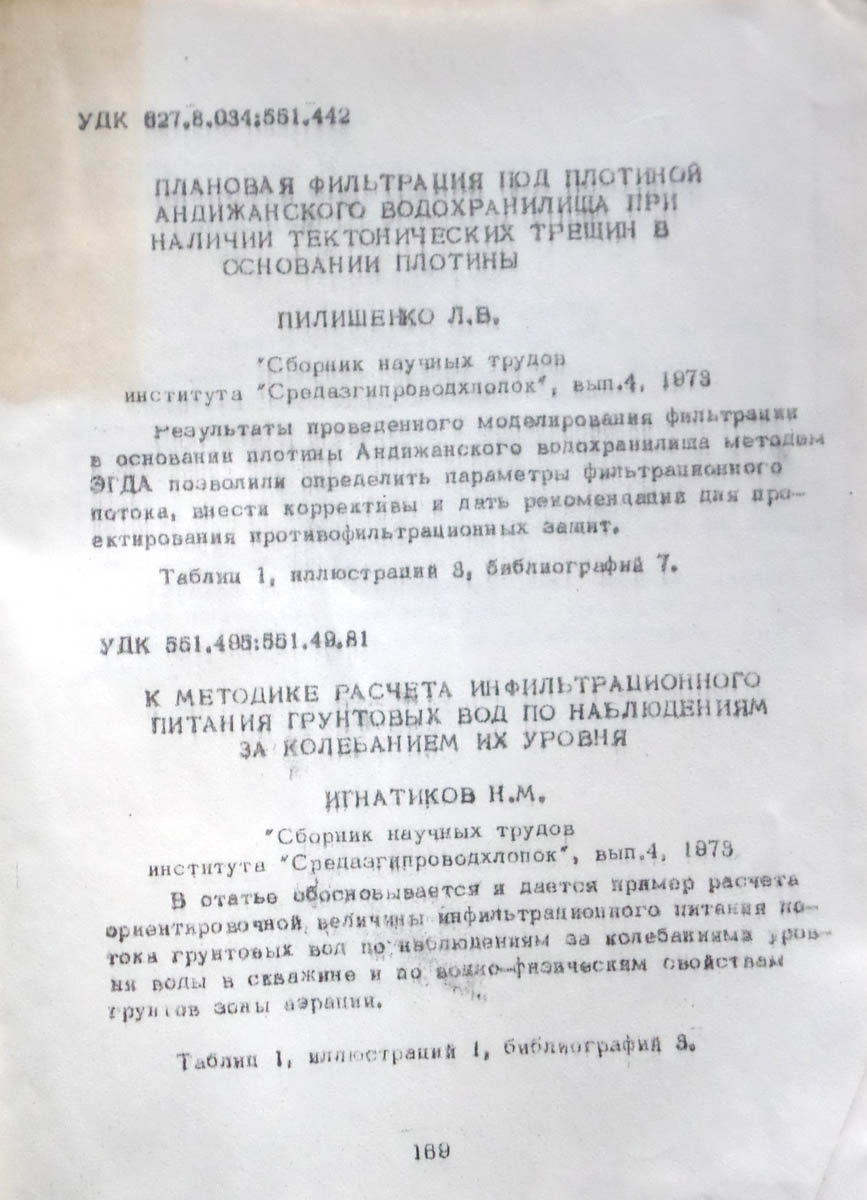 УДК 627.8.034:551.442
ПЛАНОВАЯ ФИЛЬТРАЦИЯ ПОД ПЛОТИНОЙ
АНДИЖАНСКОГО ВОДОХРАНИЛИЩА ПРИ
НАЛИЧИИ ТЕКТОНИЧЕСКИХ ТРЕЩИН В
ОСНОВАНИИ ПЛОТИНЫ
ПИЛИШЕНКО Л.В.
"Сборник научных трудов
института "Средазгипроводхлопок", вып.4, 1973
Результаты проведенного моделирования фильтрации
в основании плотины Андижанского водохранилища методом
ЭГДА позволили определить параметры фильтрационного
потока, внести коррективы и дать рекомендации для про-
ектирования противофильтрационных защит.
Таблиц 1, иллюстраций 3, библиографий 7.
УДК 551.495:551.49.81
К МЕТОДИКЕ РАСЧЕТА ИНФИЛЬТРАЦИОННОГО
ПИТАНИЯ ГРУНТОВЫХ ВОД ПО НАБЛЮДЕНИЯМ
ЗА КОЛЕБАНИЕМ ИХ УРОВНЯ
ИГНАТИКОВ Н.М.
"Сборник научных трудов
института "Средазгипроводхлопок", вып.4, 1973
В статье обосновывается и дается пример расчета
ориентировочной величины инфильтрационного питания по-
тока грунтовых вод по наблюдениям за колебаниями уров-
ня воды в скважине и по водно-физическим свойствам
грунтов зоны аэрации.
Таблиц 1, иллюстраций 1, библиографий 3.
169